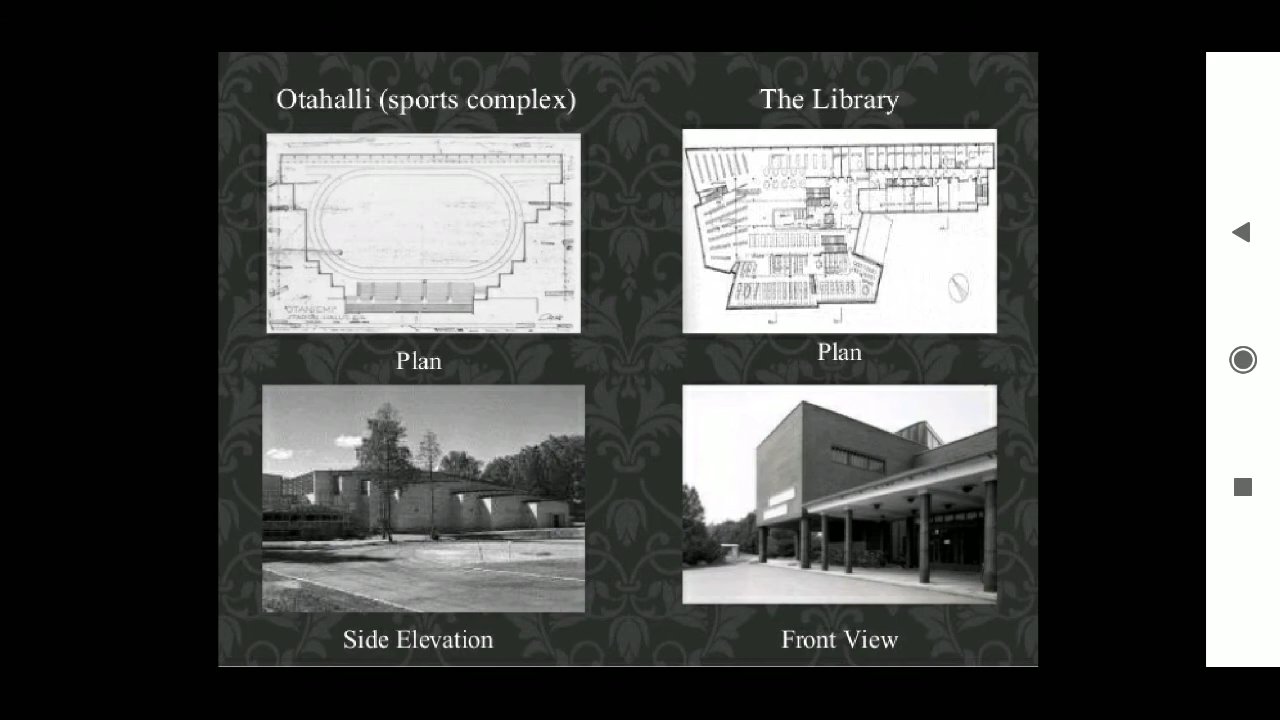 Otahalli (sports complex)
The Library
Plan
Plan
Side Elevation
Front View